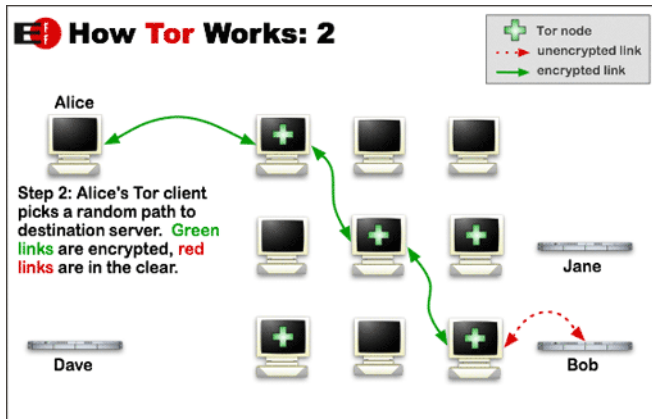 EFF How Tor Works: 2
Tor node
unencrypted link
encrypted link
Alice
Step 2: Alice's Tor client
picks a random path to
destination server. Green
links are encrypted, red
links are in the clear.
Jane
Dave
Bob